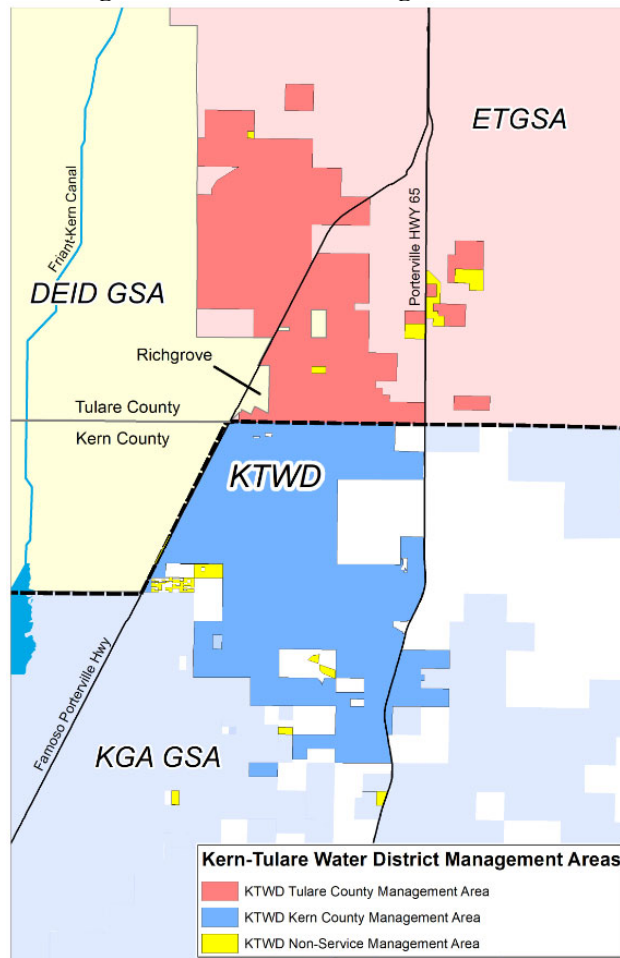 ETGSA
Friant-Kern Canal
Porterville HWY 65
DEID GSA
Richgrove
Tulare County
Kern County
KTWD
Famoso Porterville Hwy
KGA GSA
Kern-Tulare Water District Management Areas
KTWD Tulare County Management Area
KTWD Kern County Management Area
KTWD Non-Service Management Area